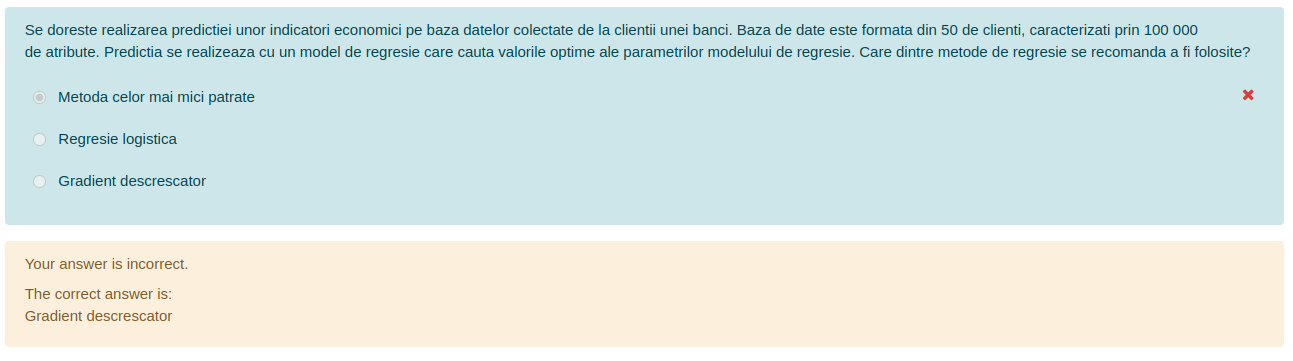 Se doreste realizarea predictiei unor indicatori economici pe baza datelor colectate de la clientii unei banci. Baza de date este formata din 50 de clienti, caracterizati prin 100 000
de atribute. Predictia se realizeaza cu un model de regresie care cauta valorile optime ale parametrilor modelului de regresie. Care dintre metode de regresie se recomanda a fi folosite?
Metoda celor mai mici patrate
Regresie logistica
Gradient descrescator
Your answer is incorrect.
The correct answer is:
Gradient descrescator